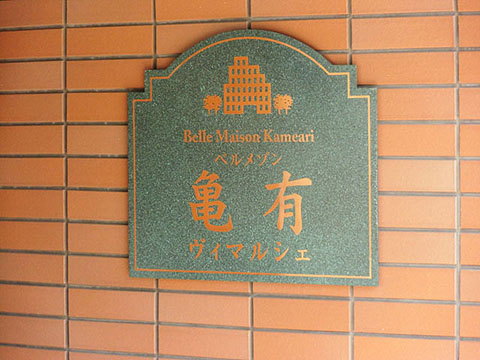 Belle Maison Kameari
ベルメゾン
亀有
ヴィマルシェ